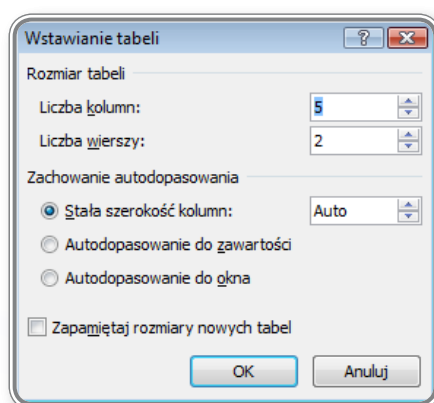 Wstawianie tabeli
Rozmiar tabeli
Liczba kolumn: 5
Liczba wierszy: 2
Zachowanie autodopasowania
Stała szerokość kolumn: Auto
Autodopasowanie do zawartości
Autodopasowanie do okna
Zapamiętaj rozmiary nowych tabel
OK Anuluj